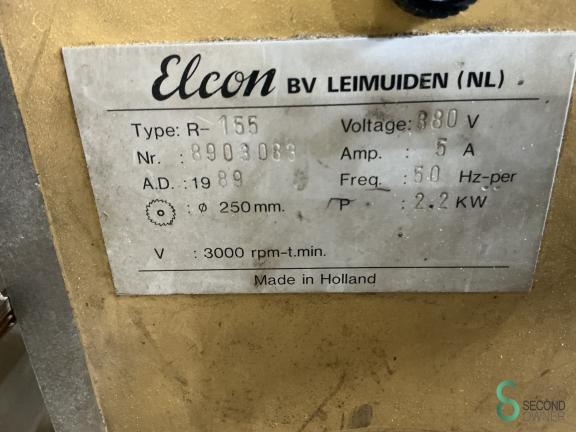 Elcon BV LEIMUIDEN (NL)
Type: R-155 Voltage: 380 V
Nr. : 8903083 Amp. : 5 A
A.D. : 1989 Freq. : 50 Hz-per
: ø 250 mm. P : 2.2 KW
V : 3000 rpm-t.min.
Made in Holland
SECOND
OWNER